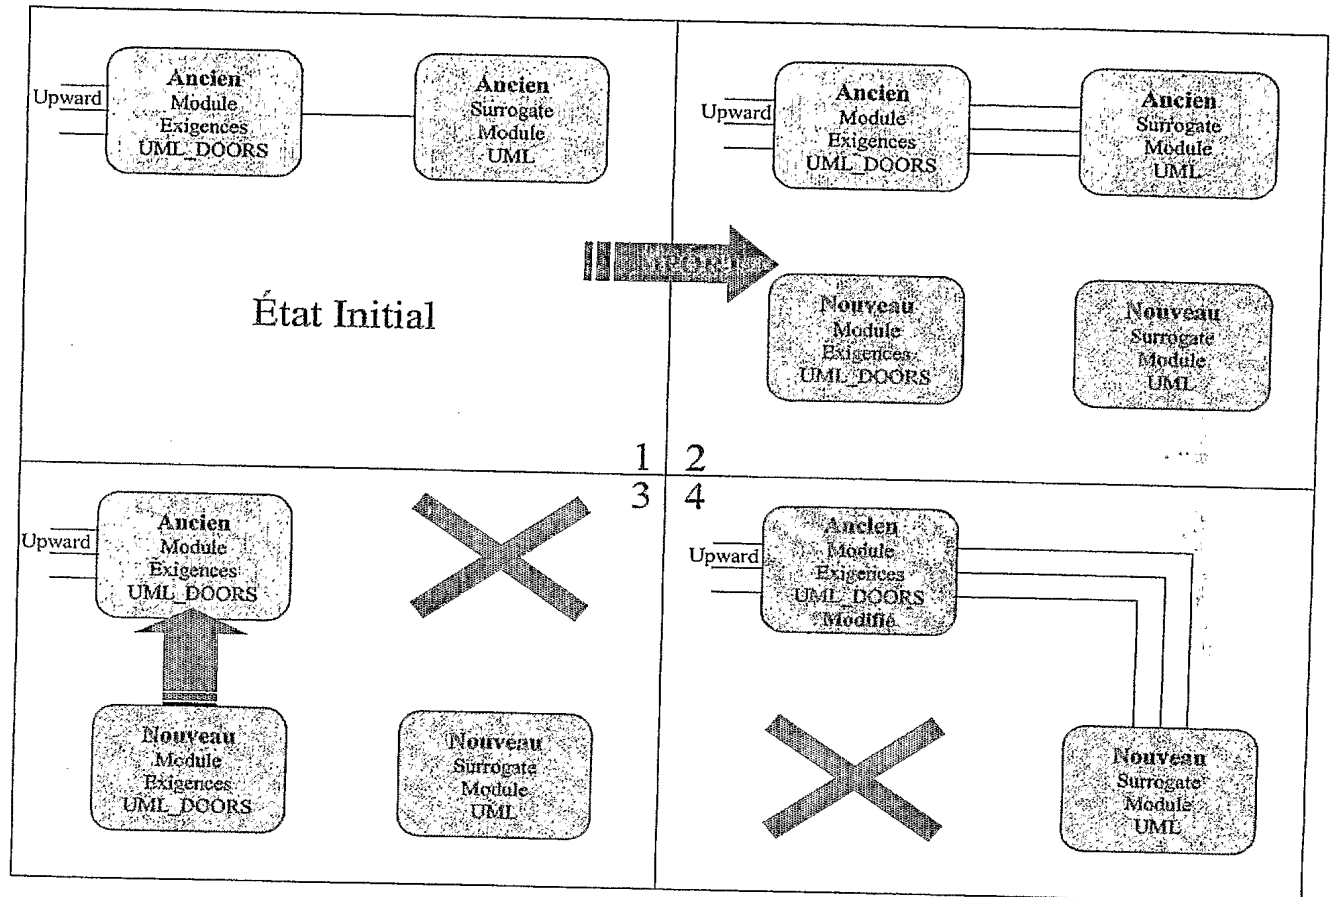 Upward
Ancien
Module
Exigences
UML_DOORS
Ancien
Surrogate
Module
UML
État Initial
1
Upward
Ancien
Module
Exigences
UML_DOORS
Ancien
Surrogate
Module
UML
IMPORT
Nouveau
Module
Exigences
UML_DOORS
Nouveau
Surrogate
Module
UML
2
3
Upward
Ancien
Module
Exigences
UML_DOORS
Nouveau
Module
Exigences
UML_DOORS
Nouveau
Surrogate
Module
UML
4
Upward
Ancien
Module
Exigences
UML_DOORS
Modifié
Nouveau
Surrogate
Module
UML